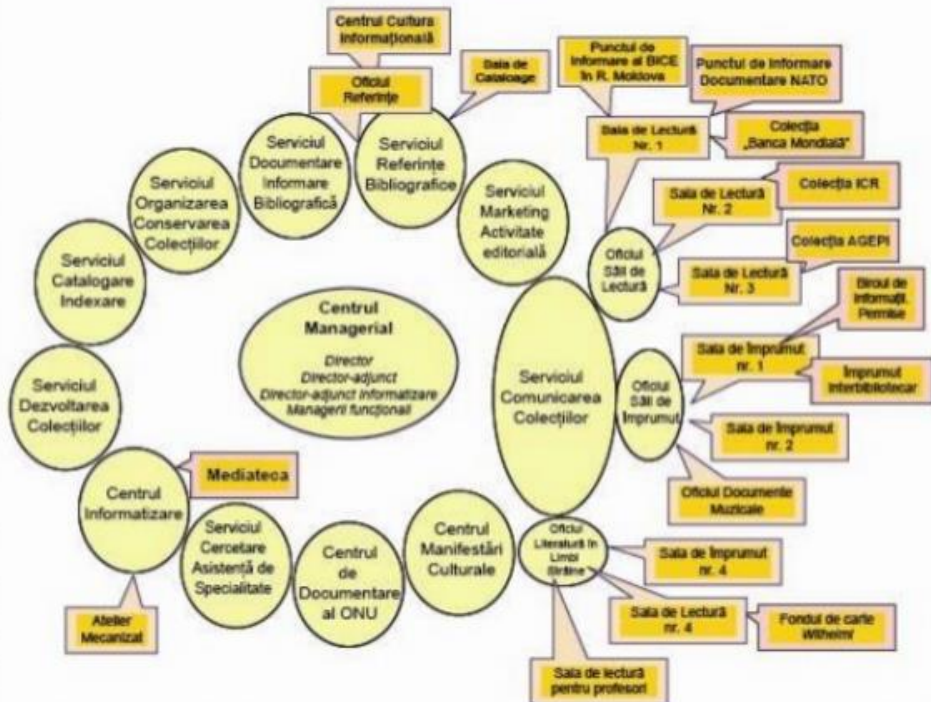 Centrul Cultura
Informațională
Oficiul
Referințe
Sala de
Cataloage
Punctul de
Informare al BICE
în R. Moldova
Punctul de Informare
Documentare NATO
Sala de Lectură
Nr. 1
Colecția
„Banca Mondială”
Serviciul
Documentare
Informare
Bibliografică
Serviciul
Referințe
Bibliografice
Serviciul
Organizarea
Conservarea
Colecțiilor
Serviciul
Marketing
Activitate
editorială
Sala de Lectură
Nr. 2
Colecția ICR
Serviciul
Catalogare
Indexare
Oficiul
Săli de
Lectură
Colecția AGEPI
Sala de Lectură
Nr. 3
Biroul de
Informații.
Permise
Centrul
Managerial
Director
Director-adjunct
Director-adjunct Informatizare
Managerii funcționali
Serviciul
Dezvoltarea
Colecțiilor
Serviciul
Comunicarea
Colecțiilor
Oficiul
Săli de
Împrumut
Sala de Împrumut
nr. 1
Împrumut
Interbibliotecar
Sala de Împrumut
nr. 2
Oficiul Documente
Muzicale
Mediateca
Centrul
Informatizare
Serviciul
Cercetare
Asistență de
Specialitate
Centrul
de
Documentare
al ONU
Centrul
Manifestări
Culturale
Oficiul
Literatură în
Limbi
Străine
Sala de Împrumut
nr. 4
Atelier
Mecanizat
Sala de Lectură
nr. 4
Fondul de carte
Wilhelmi
Sala de lectură
pentru profesori